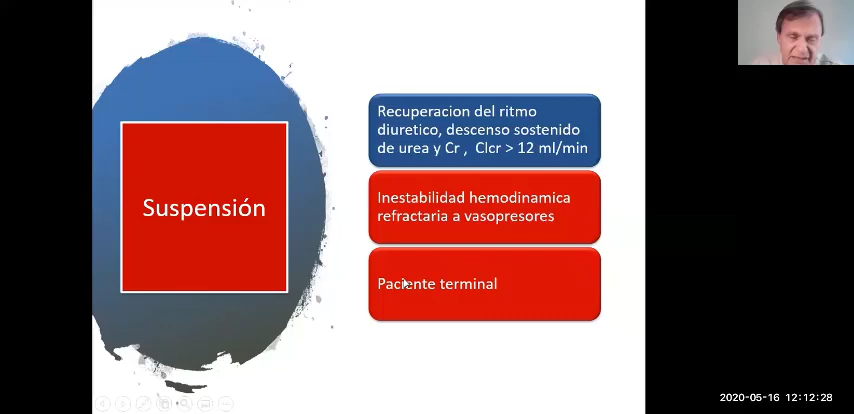 Suspensión
Recuperacion del ritmo
diuretico, descenso sostenido
de urea y Cr , Clcr > 12 ml/min
Inestabilidad hemodinamica
refractaria a vasopresores
Paciente terminal
2020-05-16 12:12:28